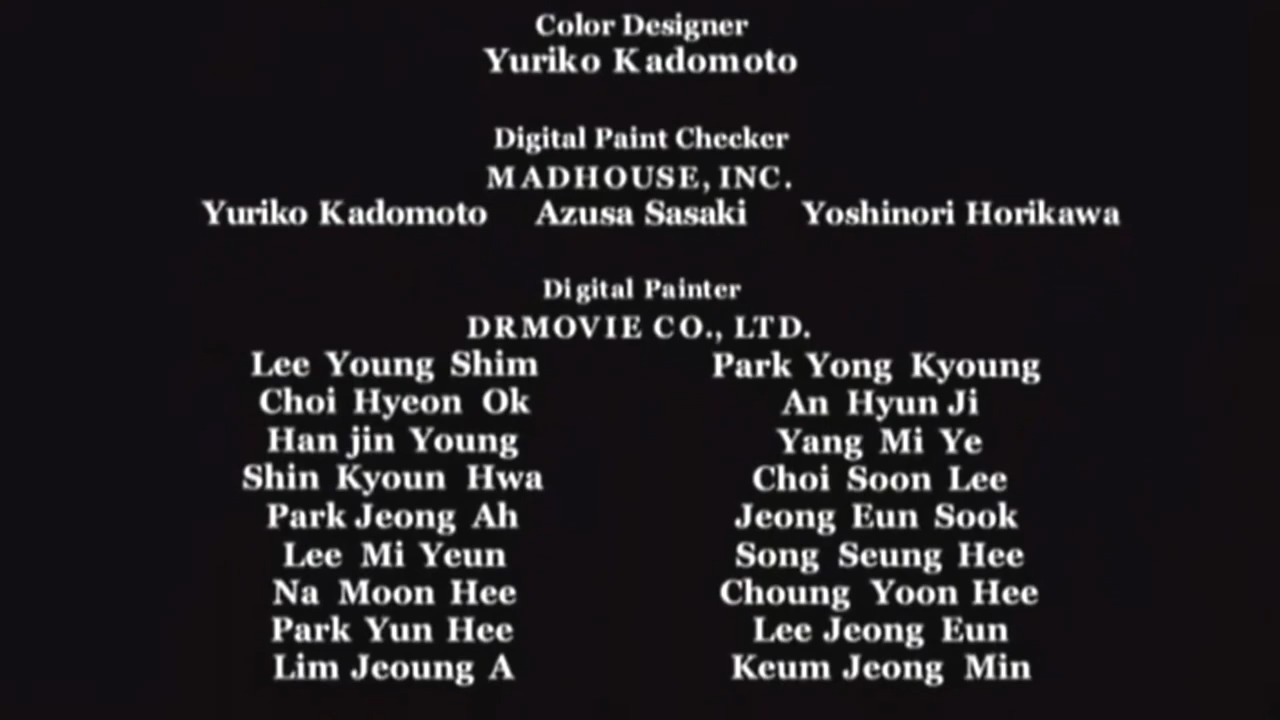 Color Designer
Yuriko Kadomoto
Digital Paint Checker
MADHOUSE, INC.
Yuriko Kadomoto Azusa Sasaki Yoshinori Horikawa
Digital Painter
DRMOVIE CO., LTD.
Lee Young Shim Park Yong Kyoung
Choi Hyeon Ok An Hyun Ji
Han jin Young Yang Mi Ye
Shin Kyoun Hwa Choi Soon Lee
Park Jeong Ah Jeong Eun Sook
Lee Mi Yeun Song Seung Hee
Na Moon Hee Choung Yoon Hee
Park Yun Hee Lee Jeong Eun
Lim Jeoung A Keum Jeong Min